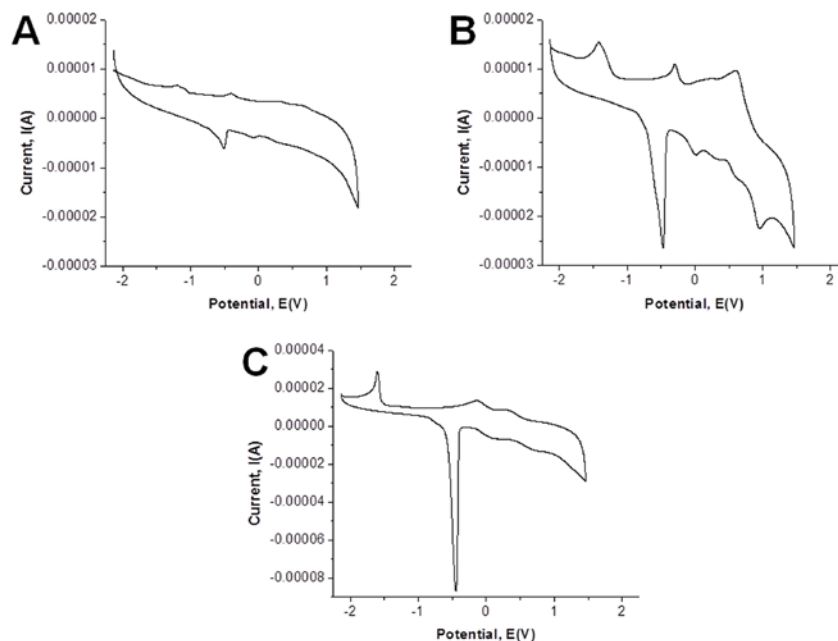 A
0.00002
0.00001
0.00000
-0.00001
-0.00002
-0.00003
Current, I(A)
-2 -1 0 1 2
Potential, E(V)
B
0.00002
0.00001
0.00000
-0.00001
-0.00002
-0.00003
Current, I(A)
-2 -1 0 1 2
Potential, E(V)
C
0.00004
0.00002
0.00000
-0.00002
-0.00004
-0.00006
-0.00008
Current, I(A)
-2 -1 0 1 2
Potential, E(V)